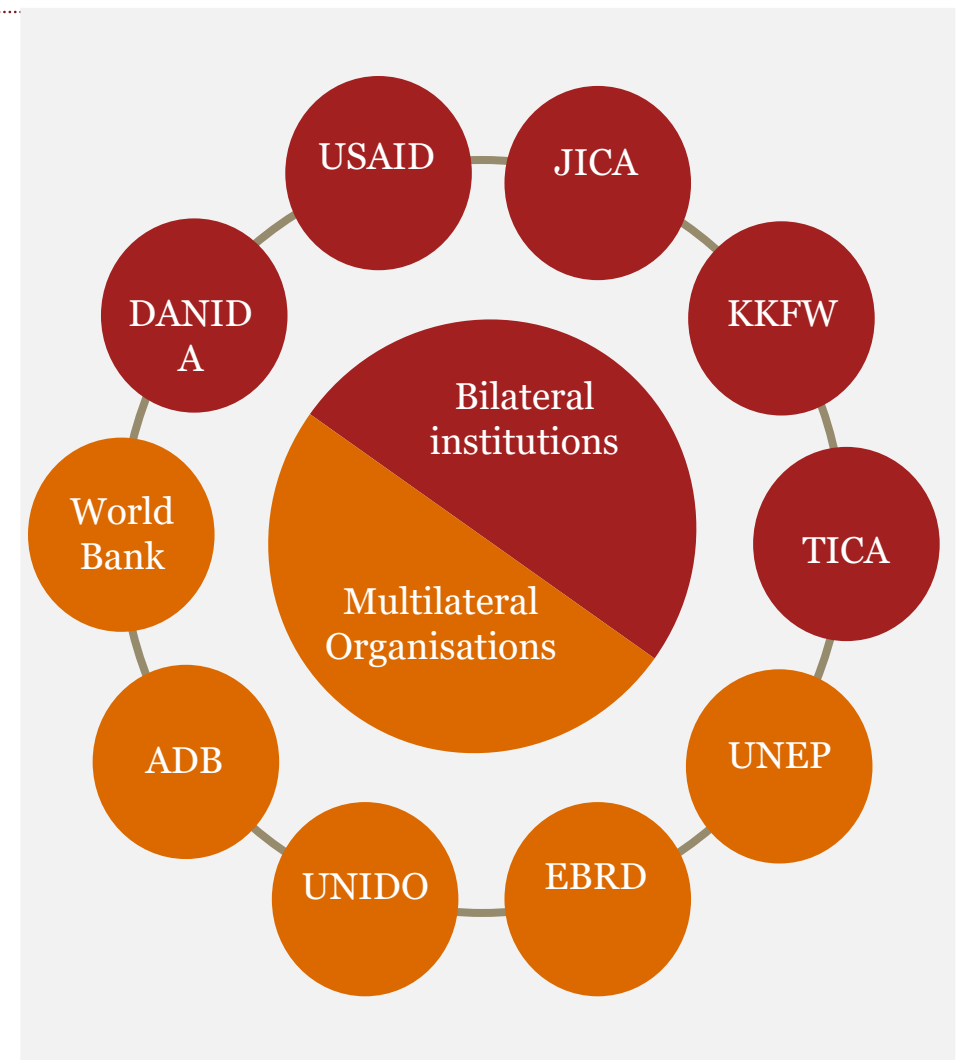 USAID
JICA
DANID
A
KKFW
Bilateral
institutions
World
Bank
TICA
Multilateral
Organisations
ADB
UNEP
UNIDO
EBRD